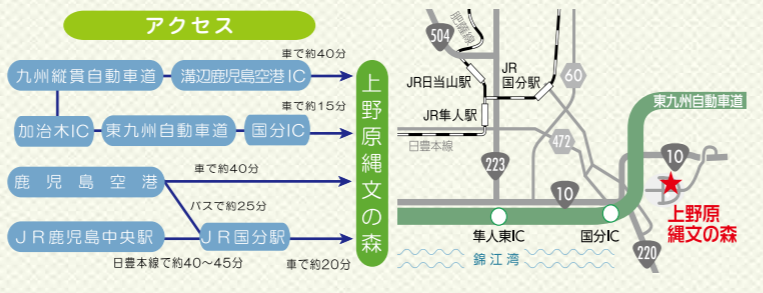 アクセス
九州縦貫自動車道
溝辺鹿児島空港IC
車で約40分
加治木IC
東九州自動車道
国分IC
車で約15分
鹿児島空港
車で約40分
バスで約25分
JR鹿児島中央駅
JR国分駅
日豊本線で約40〜45分
車で約20分
上野原縄文の森
504
肥薩線
10
60
JR日当山駅
JR
国分駅
JR隼人駅
東九州自動車道
日豊本線
472
223
10
10
上野原
縄文の森
隼人東IC
国分IC
220
錦江湾